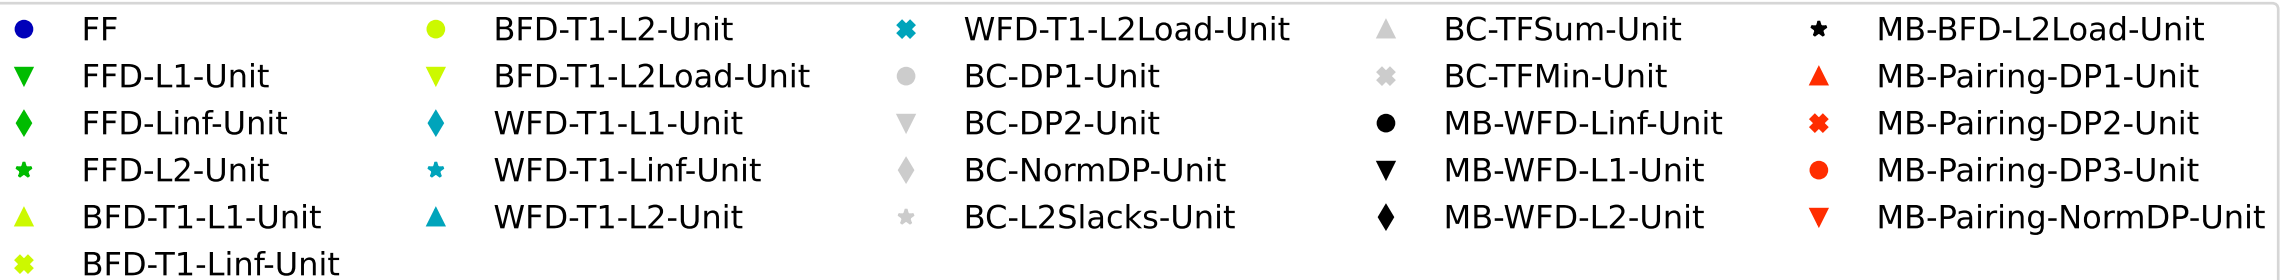 FF
FFD-L1-Unit
FFD-Linf-Unit
FFD-L2-Unit
BFD-T1-L1-Unit
BFD-T1-Linf-Unit
BFD-T1-L2-Unit
BFD-T1-L2Load-Unit
WFD-T1-L1-Unit
WFD-T1-Linf-Unit
WFD-T1-L2-Unit
WFD-T1-L2Load-Unit
BC-DP1-Unit
BC-DP2-Unit
BC-NormDP-Unit
BC-L2Slacks-Unit
BC-TFSum-Unit
BC-TFMin-Unit
MB-WFD-Linf-Unit
MB-WFD-L1-Unit
MB-WFD-L2-Unit
MB-BFD-L2Load-Unit
MB-Pairing-DP1-Unit
MB-Pairing-DP2-Unit
MB-Pairing-DP3-Unit
MB-Pairing-NormDP-Unit